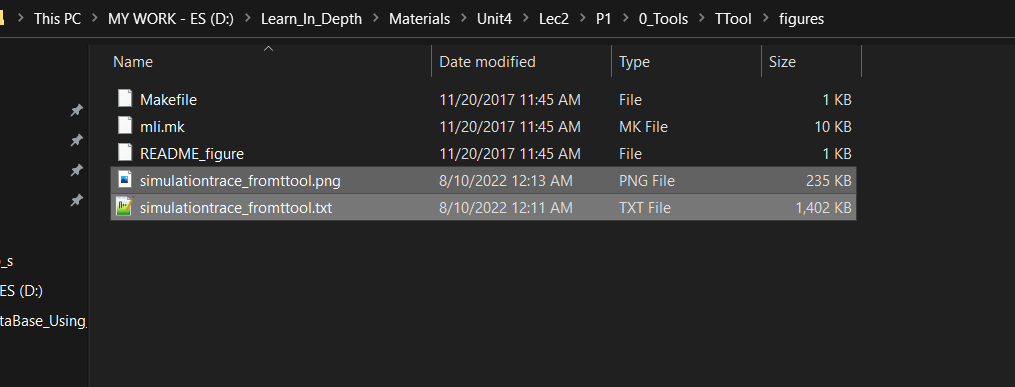 This PC > MY WORK - ES (D:) > Learn_In_Depth > Materials > Unit4 > Lec2 > P1 > 0_Tools > TTool > figures
Name Date modified Type Size
Makefile 11/20/2017 11:45 AM File 1 KB
mli.mk 11/20/2017 11:45 AM MK File 10 KB
README_figure 11/20/2017 11:45 AM File 1 KB
simulationtrace_fromttool.png 8/10/2022 12:13 AM PNG File 235 KB
simulationtrace_fromttool.txt 8/10/2022 12:11 AM TXT File 1,402 KB
_s
ES (D:)
taBase_Using_